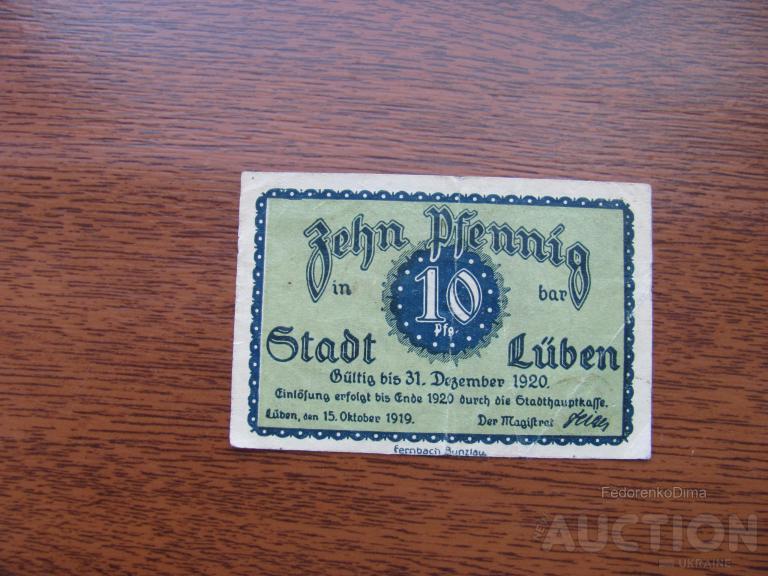 Zehn Pfennig
in bar
10
Pfg.
Stadt Lüben
Gültig bis 31. Dezember 1920.
Einlösung erfolgt bis Ende 1920 durch die Stadthauptkasse.
Lüben, den 15. Oktober 1919. Der Magistrat
Fernbach Bunzlau.
FedorenkoDima
AUCTION
UKRAINE